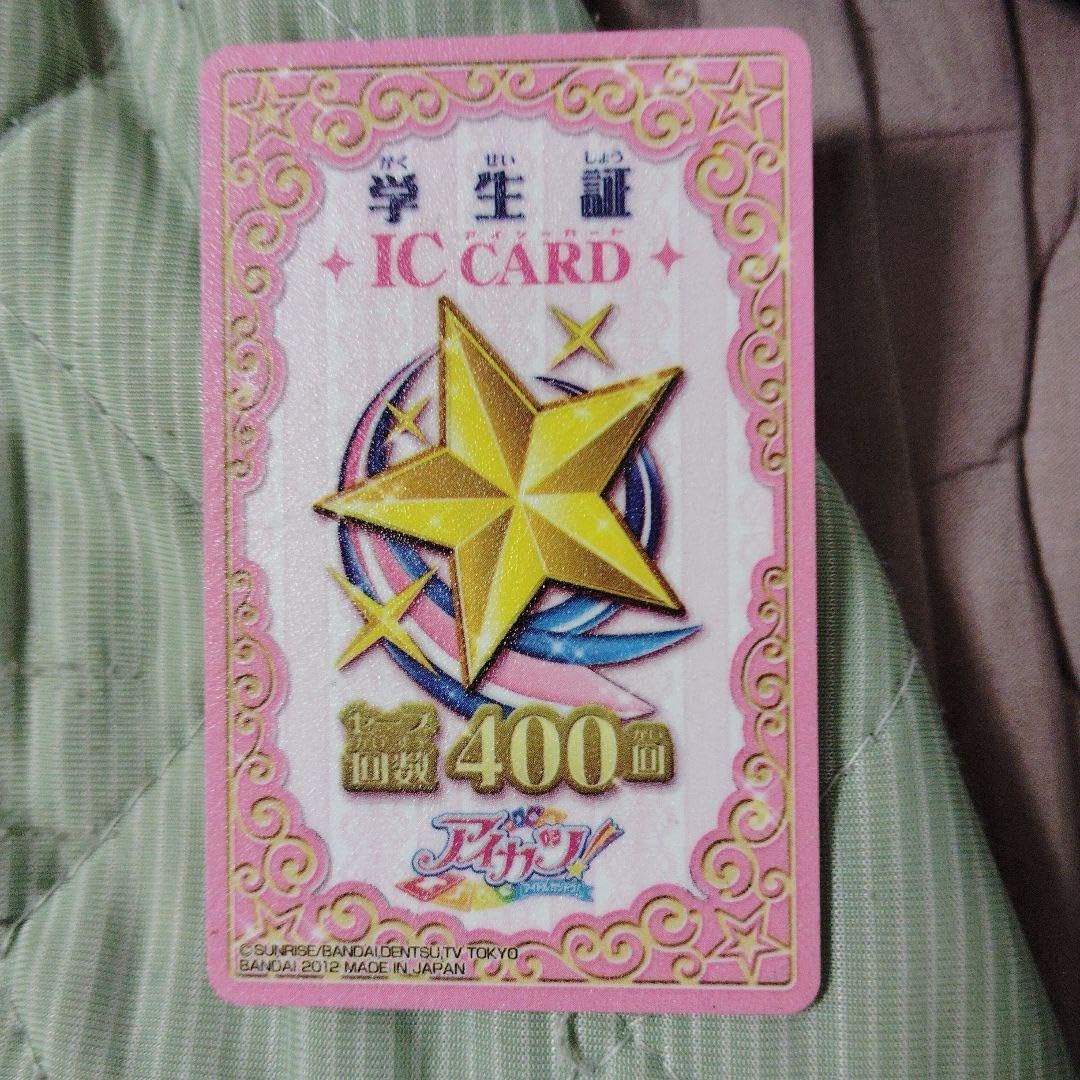 がく せい しょう
学生証
アイシーカード
IC CARD
セーブ
回数 400回
かい
アイカツ!
アイドルカツドウ!
© SUNRISE/BANDAI,DENTSU,TV TOKYO
BANDAI 2012 MADE IN JAPAN